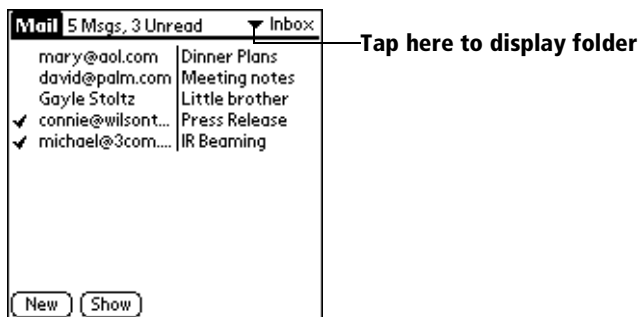 Mail 5 Msgs, 3 Unread Inbox
Tap here to display folder
mary@aol.com Dinner Plans
david@palm.com Meeting notes
Gayle Stoltz Little brother
✔ connie@wilsont... Press Release
✔ michael@3com.... IR Beaming
New Show